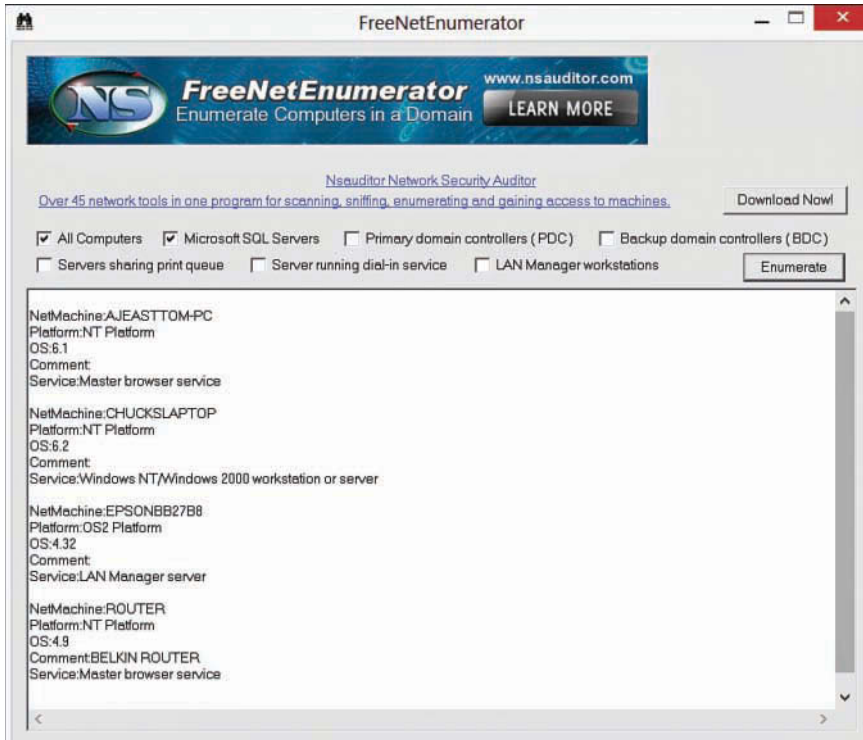 FreeNetEnumerator
NS
FreeNetEnumerator
Enumerate Computers in a Domain
www.nsauditor.com
LEARN MORE
Nsauditor Network Security Auditor
Over 45 network tools in one program for scanning, sniffing, enumerating and gaining access to machines.
Download Now!
All Computers Microsoft SQL Servers Primary domain controllers ( PDC ) Backup domain controllers ( BDC )
Servers sharing print queue Server running dial-in service LAN Manager workstations Enumerate
NetMachine:AJEASTTOM-PC
Platform:NT Platform
OS:6.1
Comment:
Service:Master browser service
NetMachine:CHUCKSLAPTOP
Platform:NT Platform
OS:6.2
Comment:
Service:Windows NT/Windows 2000 workstation or server
NetMachine:EPSONBB27B8
Platform:OS2 Platform
OS:4.32
Comment:
Service:LAN Manager server
NetMachine:ROUTER
Platform:NT Platform
OS:4.9
Comment:BELKIN ROUTER
Service:Master browser service